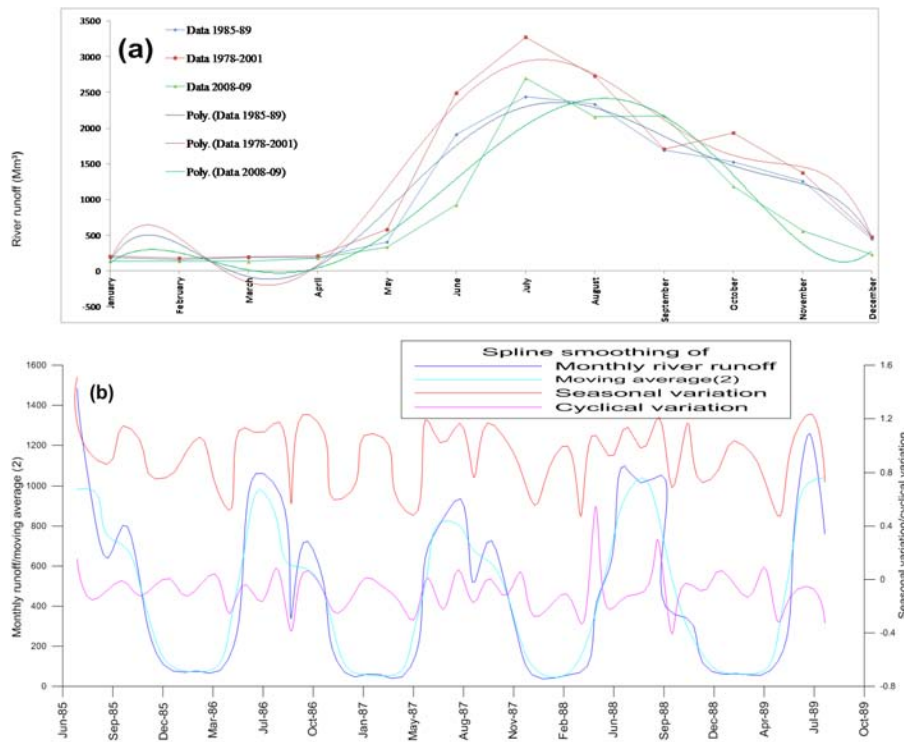 3500
3000
2500
2000
1500
1000
500
0
-500
River runoff (Mm³)
(a)
Data 1985-89
Data 1978-2001
Data 2008-09
Poly. (Data 1985-89)
Poly. (Data 1978-2001)
Poly. (Data 2008-09)
January
February
March
April
May
June
July
August
September
October
November
December
(b)
1600
1400
1200
1000
800
600
400
200
0
Monthly runoff/moving average (2)
Spline smoothing of
Monthly river runoff
Moving average(2)
Seasonal variation
Cyclical variation
1.6
1.2
0.8
0.4
0
-0.4
-0.8
Seasonal variation/cyclical variation
Jun-85
Sep-85
Dec-85
Mar-86
Jul-86
Oct-86
Jan-87
May-87
Aug-87
Nov-87
Feb-88
Jun-88
Sep-88
Dec-88
Apr-89
Jul-89
Oct-89